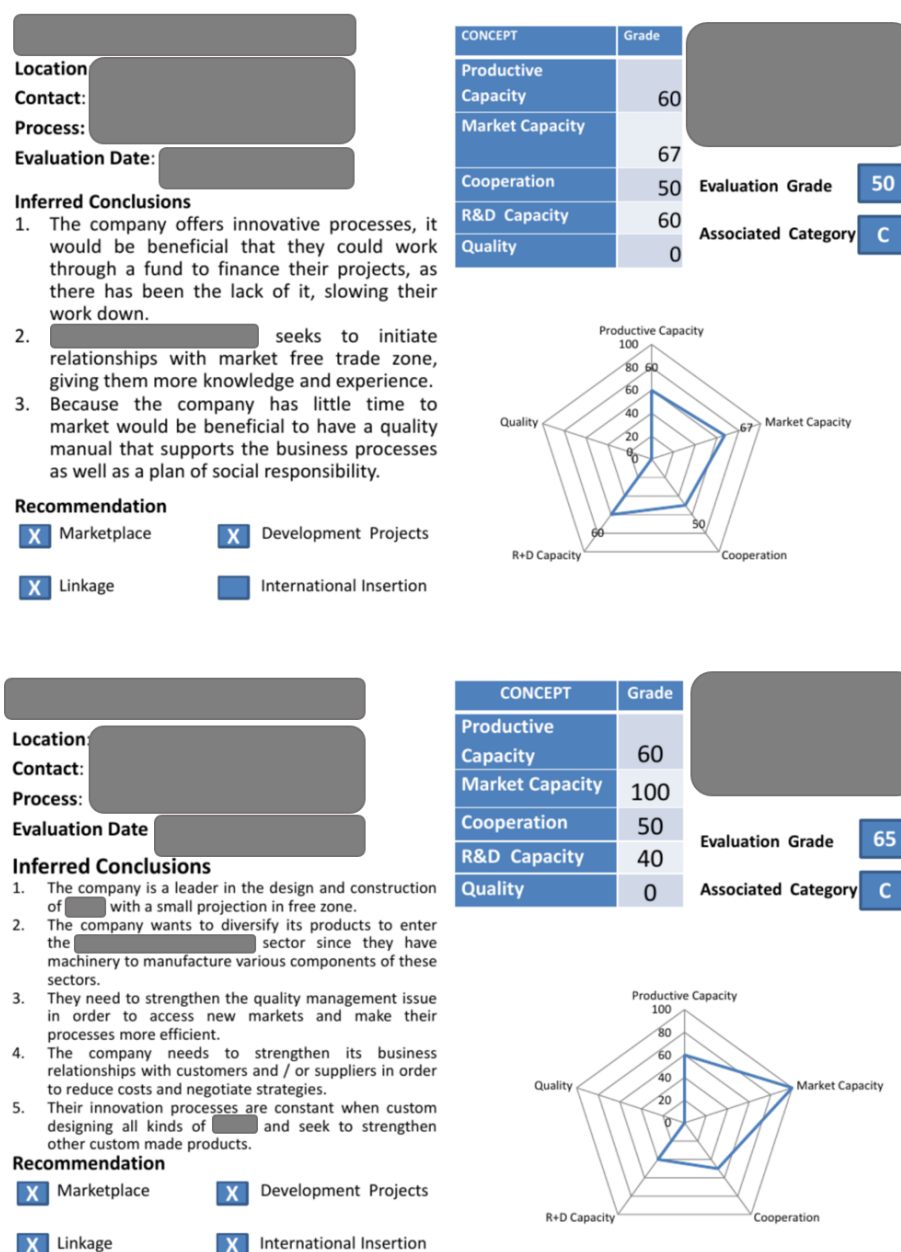 Location
Contact:
Process:
Evaluation Date:
Inferred Conclusions
1. The company offers innovative processes, it
would be beneficial that they could work
through a fund to finance their projects, as
there has been the lack of it, slowing their
work down.
2. seeks to initiate
relationships with market free trade zone,
giving them more knowledge and experience.
3. Because the company has little time to
market would be beneficial to have a quality
manual that supports the business processes
as well as a plan of social responsibility.
Recommendation
X Marketplace X Development Projects
X Linkage International Insertion
CONCEPT Grade
Productive
Capacity 60
Market Capacity
67
Cooperation 50
R&D Capacity 60
Quality 0
Evaluation Grade 50
Associated Category C
Productive Capacity
100
80 60
60
40
20
0
0
Quality
67 Market Capacity
50
60
R+D Capacity
Cooperation
Location:
Contact:
Process:
Evaluation Date
Inferred Conclusions
1. The company is a leader in the design and construction
of with a small projection in free zone.
2. The company wants to diversify its products to enter
the sector since they have
machinery to manufacture various components of these
sectors.
3. They need to strengthen the quality management issue
in order to access new markets and make their
processes more efficient.
4. The company needs to strengthen its business
relationships with customers and / or suppliers in order
to reduce costs and negotiate strategies.
5. Their innovation processes are constant when custom
designing all kinds of and seek to strengthen
other custom made products.
Recommendation
X Marketplace X Development Projects
X Linkage X International Insertion
CONCEPT Grade
Productive
Capacity 60
Market Capacity 100
Cooperation 50
R&D Capacity 40
Quality 0
Evaluation Grade 65
Associated Category C
Productive Capacity
100
80
60
40
20
0
Quality
Market Capacity
R+D Capacity
Cooperation